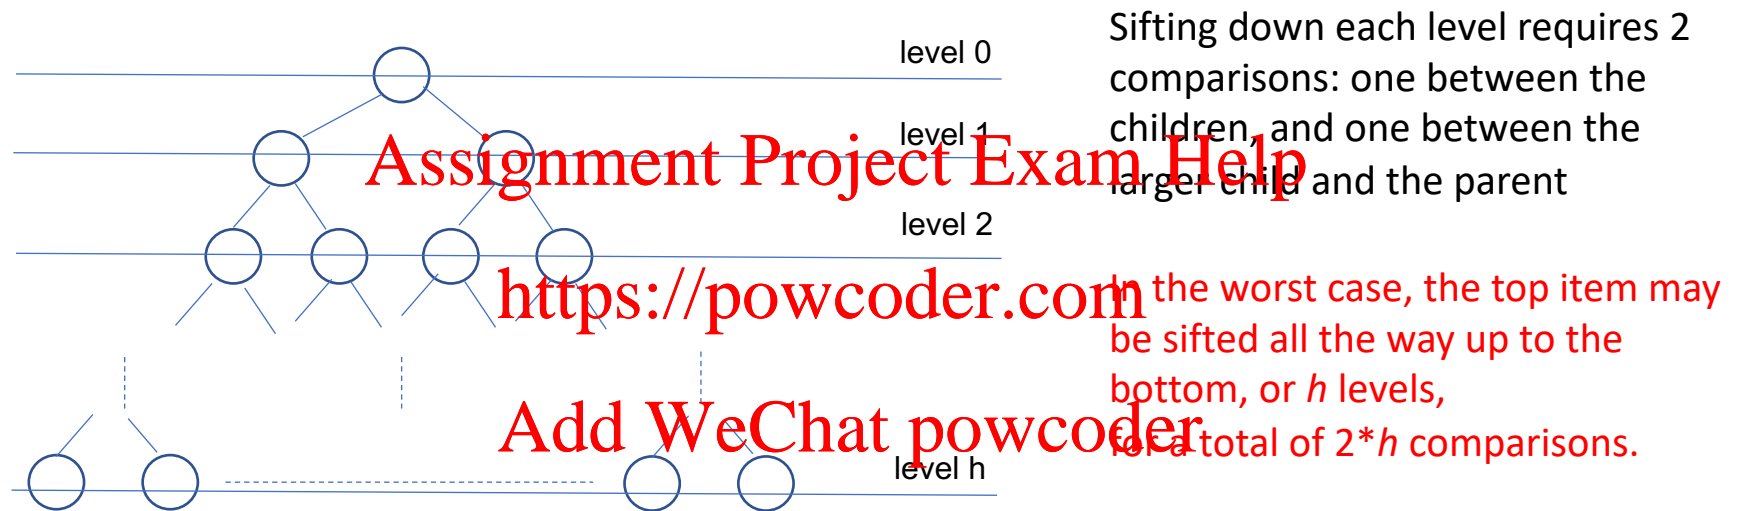 level 0
level 1
level 2
level h
Sifting down each level requires 2
comparisons: one between the
children, and one between the
larger child and the parent
In the worst case, the top item may
be sifted all the way up to the
bottom, or h levels,
for a total of 2*h comparisons.
Assignment Project Exam Help
https://powcoder.com
Add WeChat powcoder